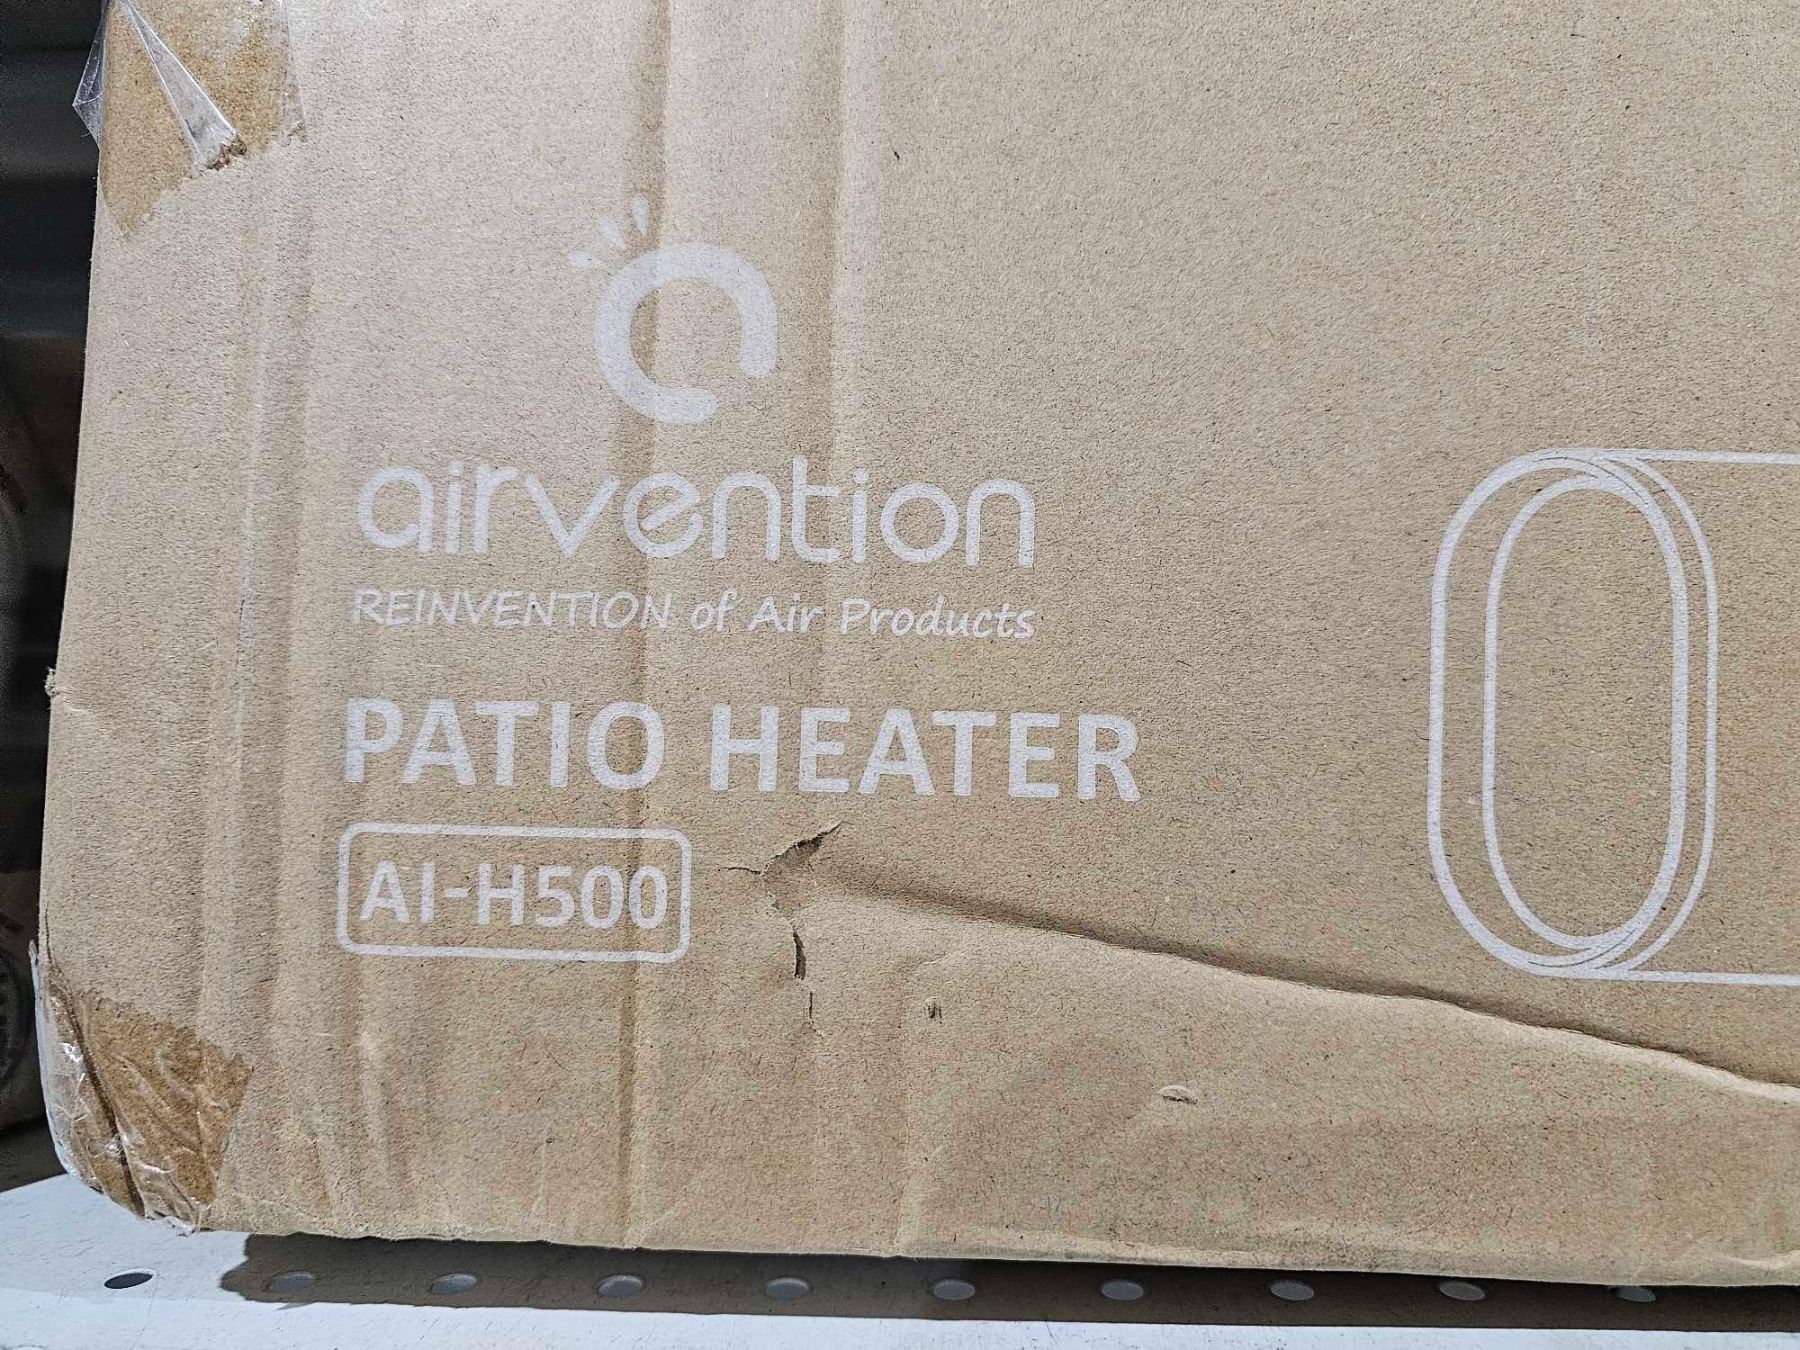 airvention
REINVENTION of Air Products
PATIO HEATER
AI-H500